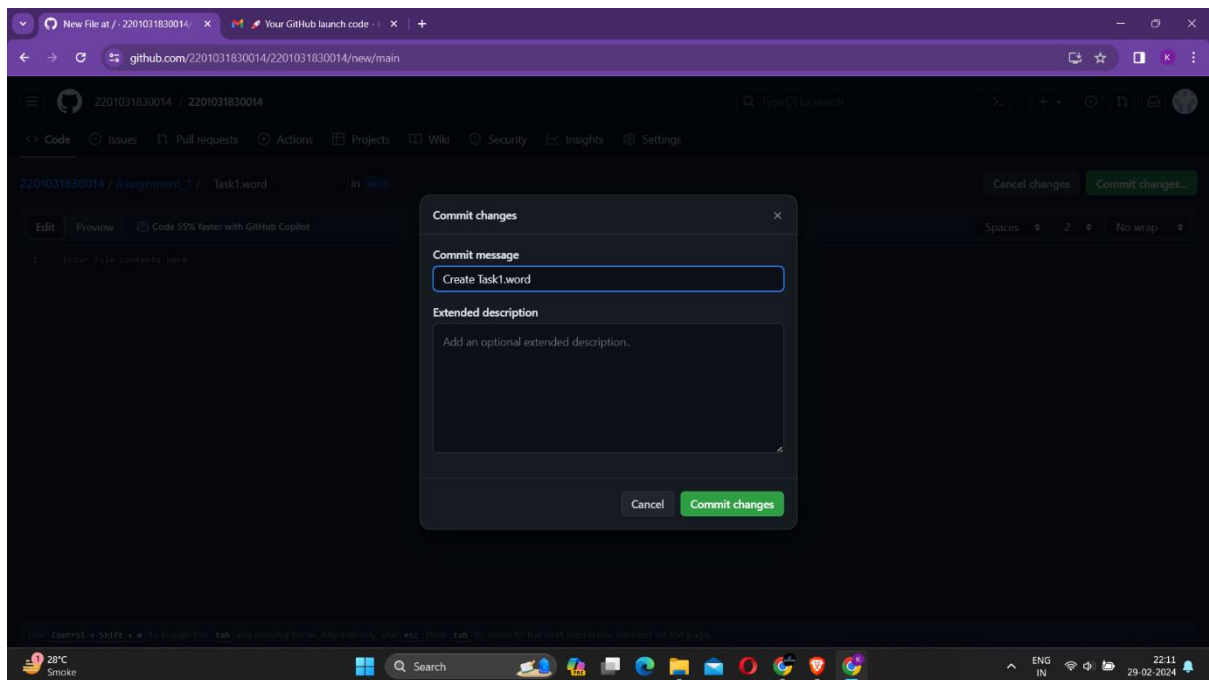 New File at / · 2201031830014/
Your GitHub launch code -
github.com/2201031830014/2201031830014/new/main
K
2201031830014 / 2201031830014
Type / to search
Code Issues Pull requests Actions Projects Wiki Security Insights Settings
2201031830014 / Assignment_1 / Task1.word in main
Cancel changes Commit changes...
Edit Preview Code 55% faster with GitHub Copilot
Spaces 2 No wrap
1 Enter file contents here
Commit changes
Commit message
Create Task1.word
Extended description
Add an optional extended description..
Cancel Commit changes
Use Control + Shift + m to toggle the tab key moving focus. Alternatively, use esc then tab to move to the next interactive element on the page.
28°C
Smoke
Search
ENG
IN
22:11
29-02-2024